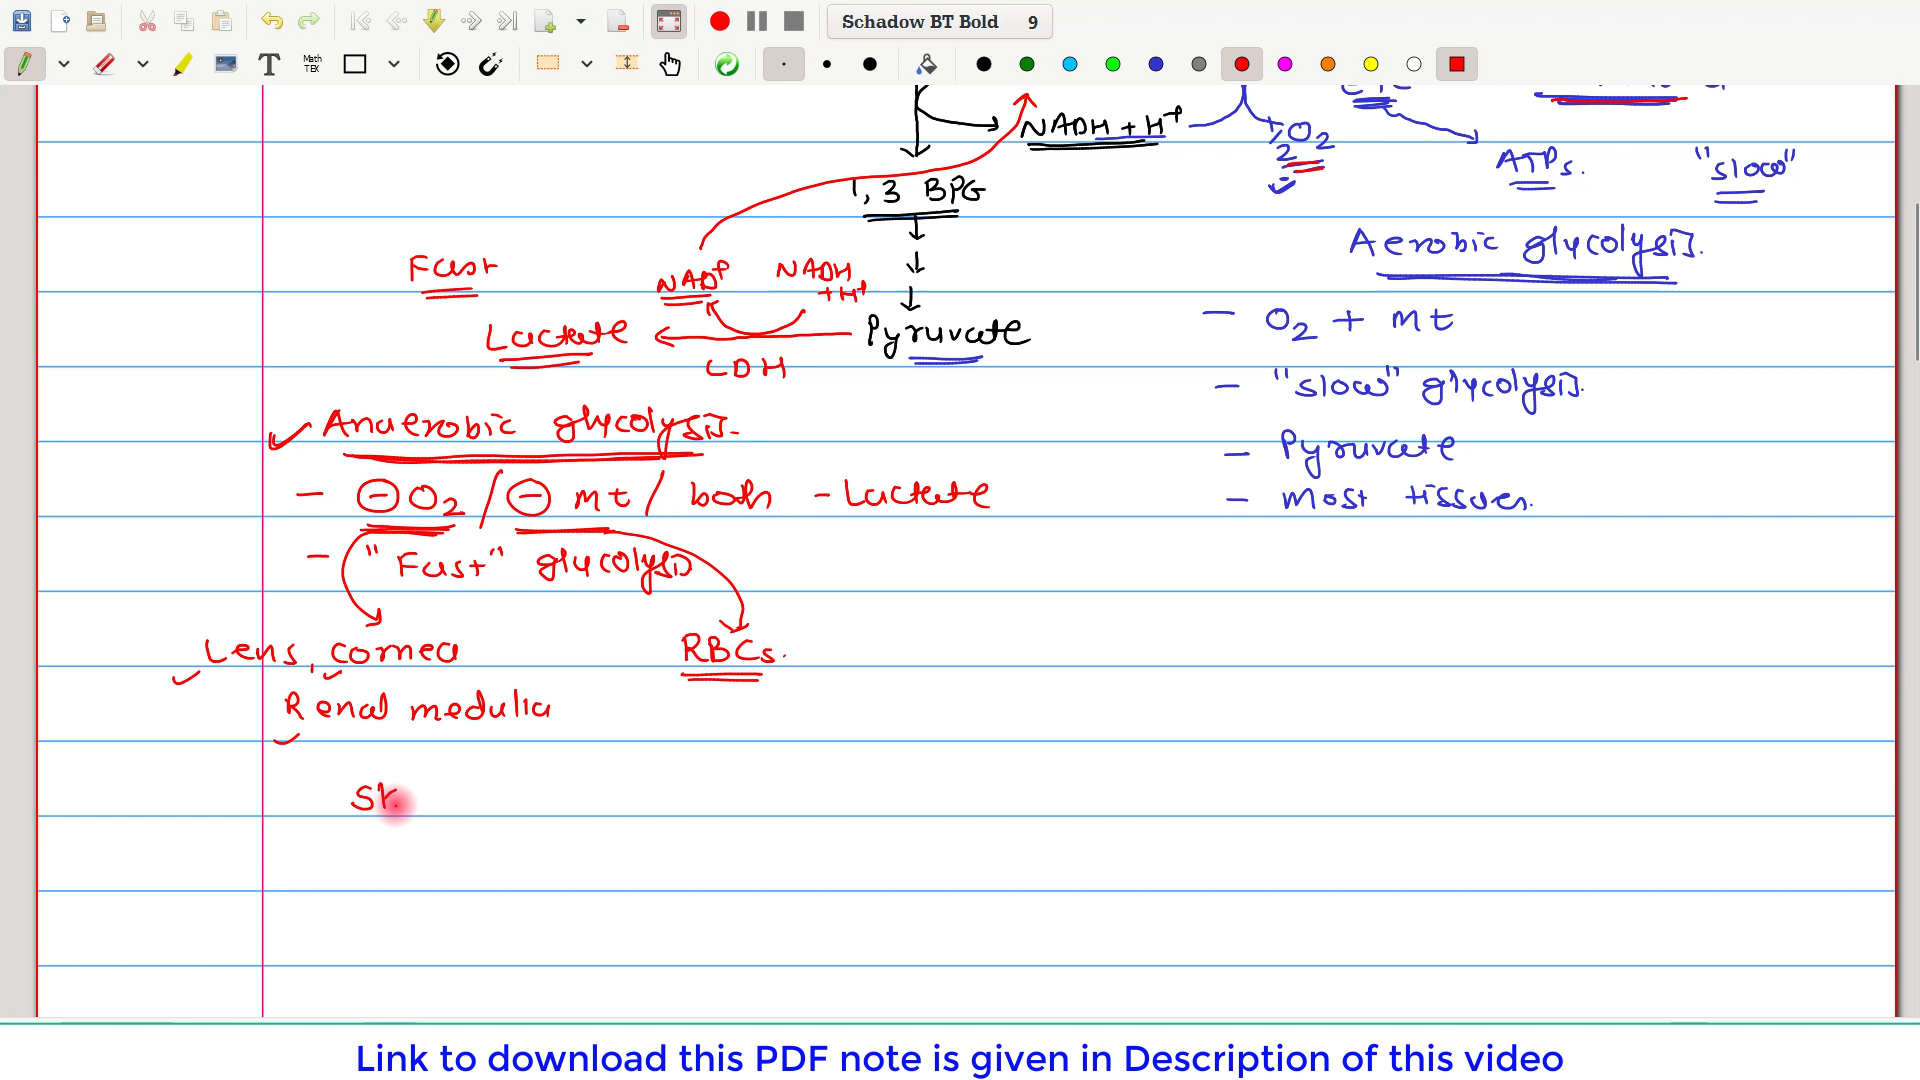 Schadow BT Bold 9
Math
TEX
NADH + H+
1/2 O2
ATPs.
"slow"
1, 3 BPG
Aerobic glycolysis.
Fast
NAD+
NADH
+ H+
Lactate
Pyruvate
LDH
- O2 + mt
- "slow" glycolysis.
- Pyruvate
- Most tissues.
Anaerobic glycolysis.
- ⊖ O2 / ⊖ mt / both - Lactate
- "Fast" glycolysis
Lens, cornea
RBCs.
Renal medulla
Sk
Link to download this PDF note is given in Description of this video